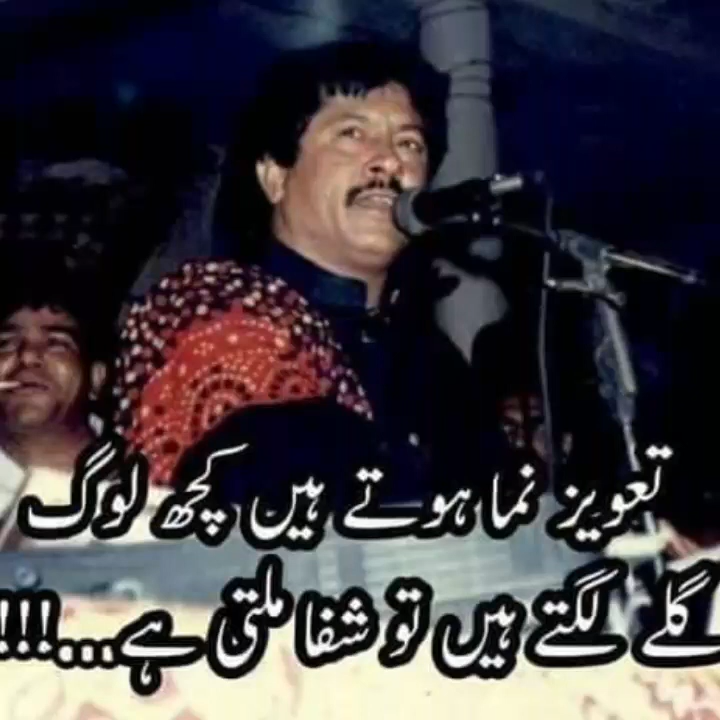 تعویز نما ہوتے ہیں کچھ لوگ
گلے لگتے ہیں تو شفا ملتی ہے...!!!